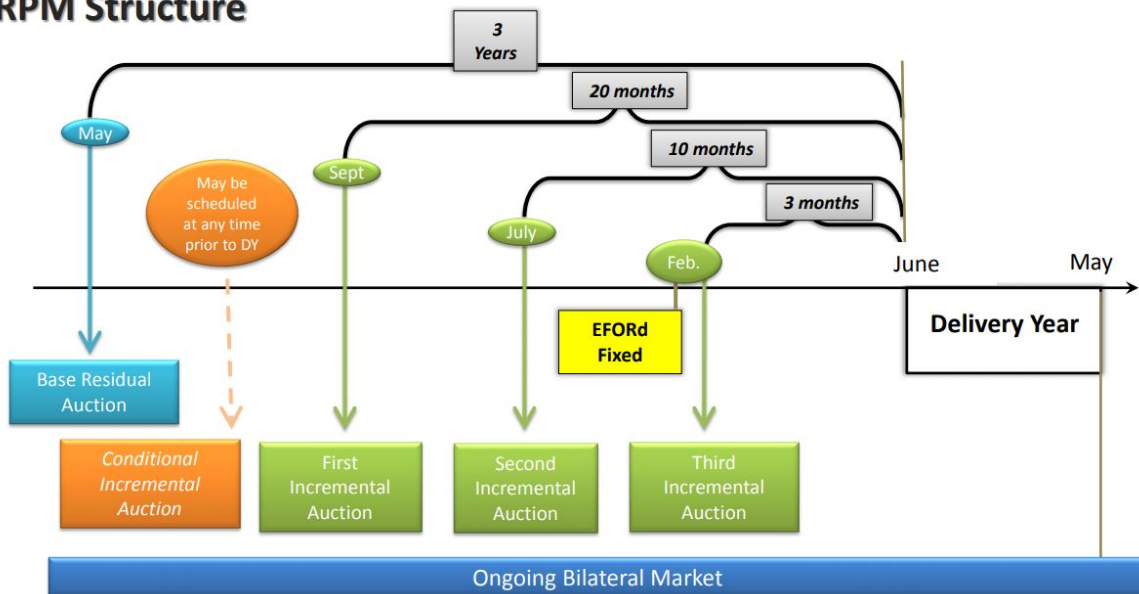 RPM Structure
3
Years
20 months
10 months
3 months
May
May be
scheduled
at any time
prior to DY
Sept
July
Feb.
June
May
EFORd
Fixed
Delivery Year
Base Residual
Auction
Conditional
Incremental
Auction
First
Incremental
Auction
Second
Incremental
Auction
Third
Incremental
Auction
Ongoing Bilateral Market